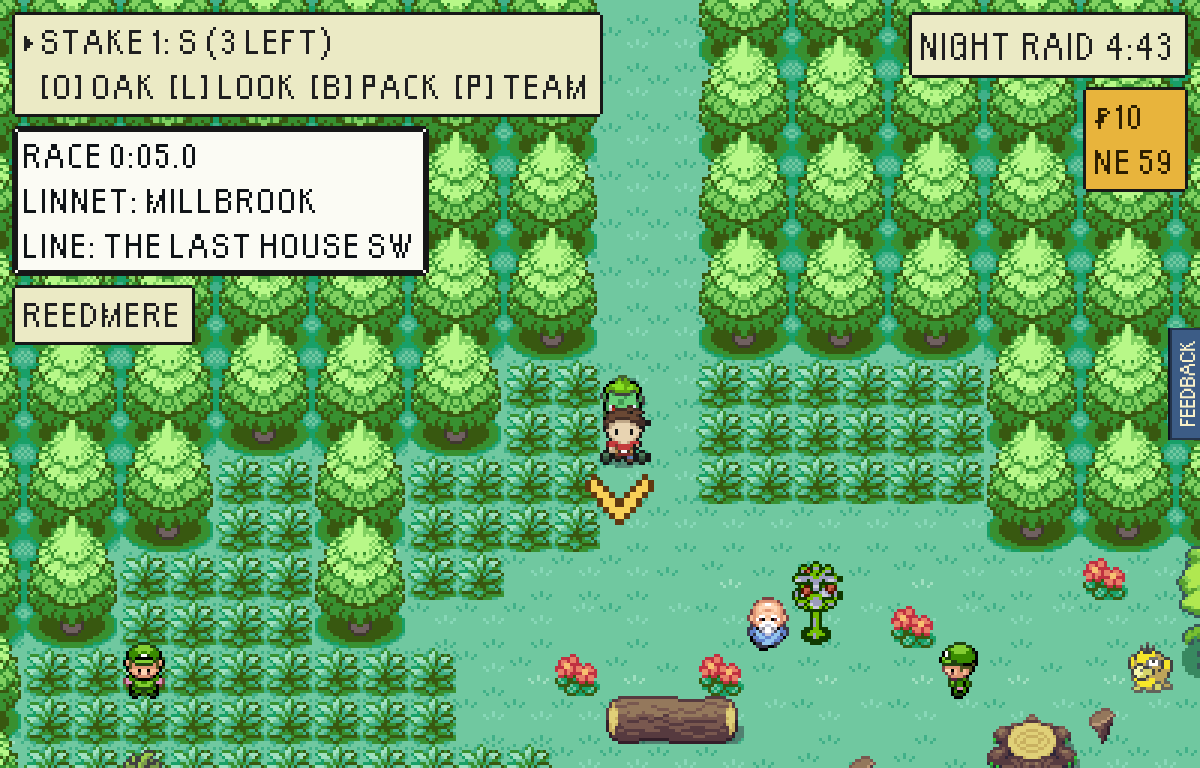 ▸STAKE 1: S (3 LEFT)
[O] OAK [L] LOOK [B] PACK [P] TEAM
NIGHT RAID 4:43
₽10
NE 59
RACE 0:05.0
LINNET: MILLBROOK
LINE: THE LAST HOUSE SW
REEDMERE
FEEDBACK